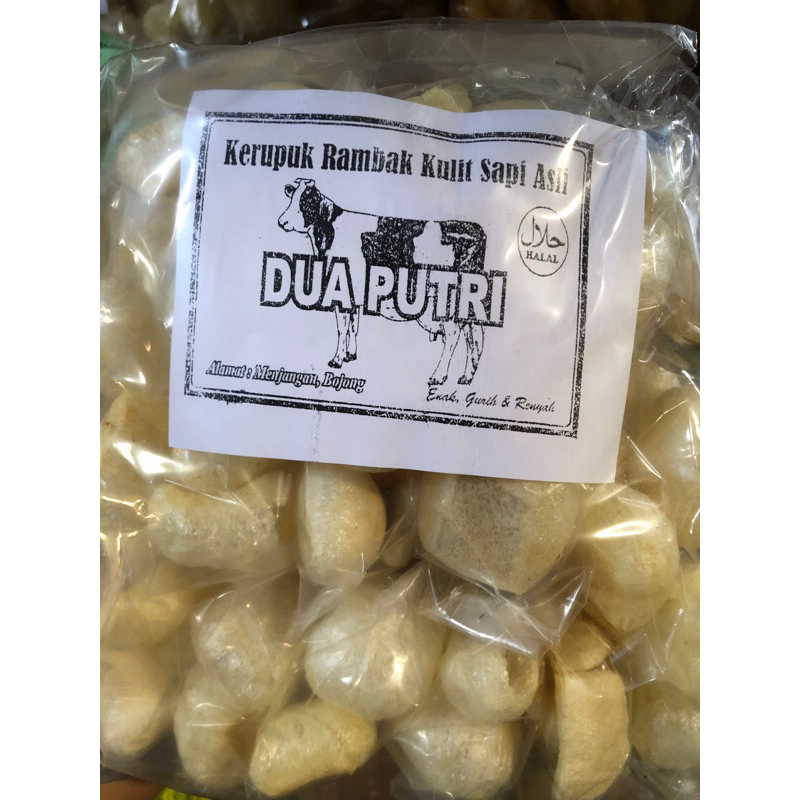 Kerupuk Rambak Kulit Sapi Asli
حلال
HALAL
DUA PUTRI
Alamat : Menjangan, Bojong
Enak, Gurih & Renyah